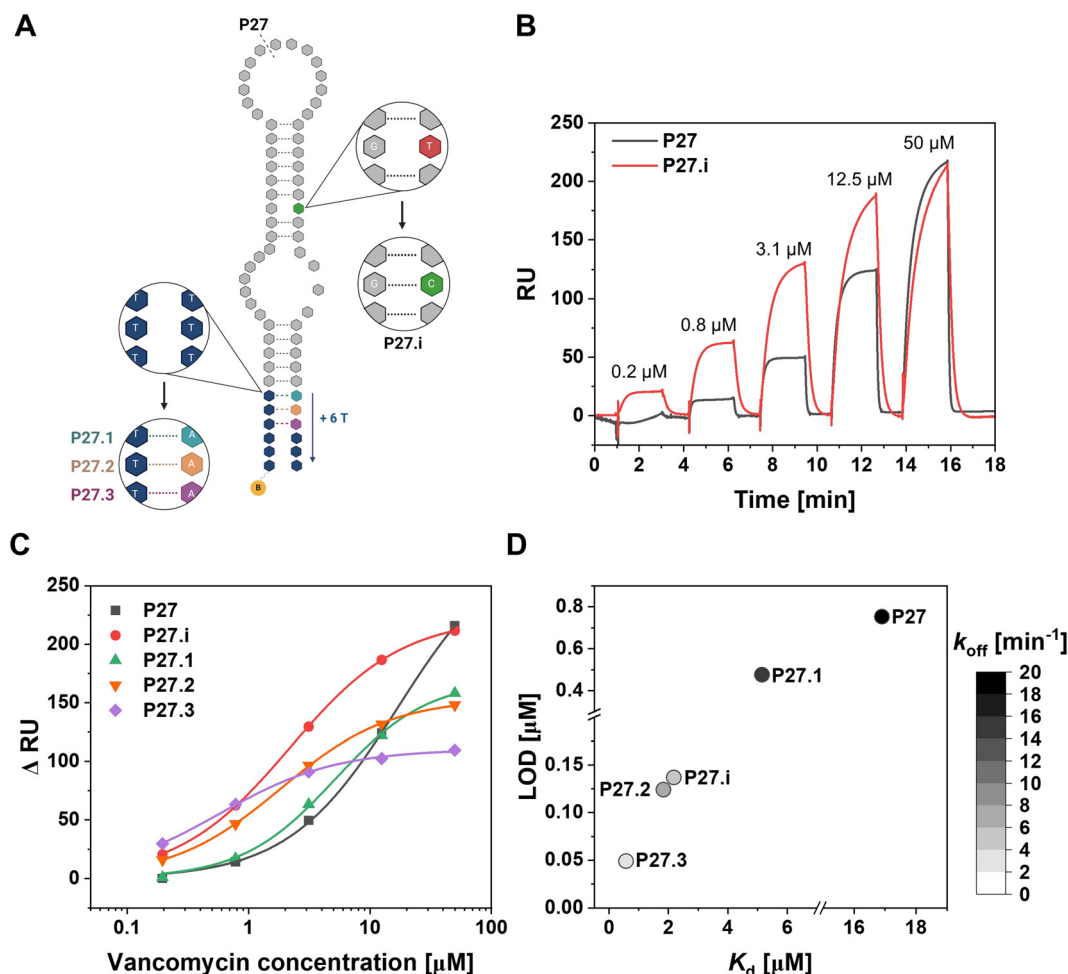 A
P27
G
T
G
C
P27.i
T
T
T
T
T
T
+ 6 T
P27.1
T
A
P27.2
T
A
P27.3
T
A
B
B
P27
P27.i
0.2 µM
0.8 µM
3.1 µM
12.5 µM
50 µM
250
200
150
100
50
0
RU
0 2 4 6 8 10 12 14 16 18
Time [min]
C
P27
P27.i
P27.1
P27.2
P27.3
250
200
150
100
50
0
Δ RU
0.1 1 10 100
Vancomycin concentration [µM]
D
P27
P27.1
P27.i
P27.2
P27.3
0.8
0.6
0.4
0.15
0.10
0.05
0.00
LOD [µM]
0 2 4 6 16 18
Kd [µM]
koff [min-1]
20
18
16
14
12
10
8
6
4
2
0